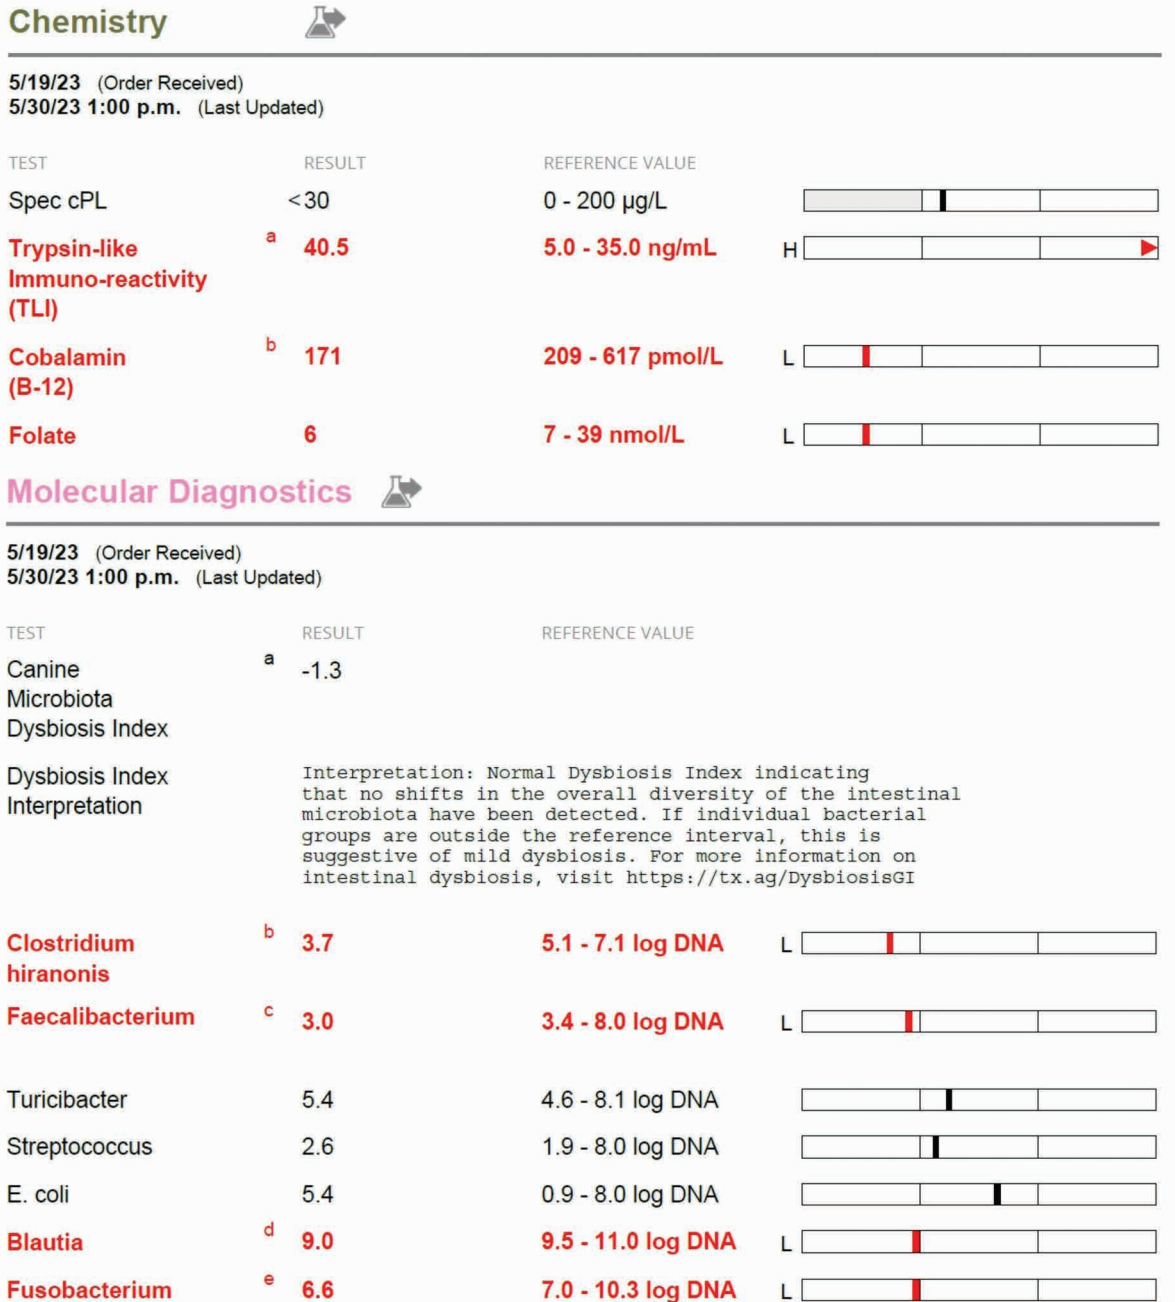 Chemistry
5/19/23 (Order Received)
5/30/23 1:00 p.m. (Last Updated)
TEST RESULT REFERENCE VALUE
Spec cPL <30 0 - 200 µg/L
Trypsin-like a 40.5 5.0 - 35.0 ng/mL H
Immuno-reactivity
(TLI)
Cobalamin b 171 209 - 617 pmol/L L
(B-12)
Folate 6 7 - 39 nmol/L L
Molecular Diagnostics
5/19/23 (Order Received)
5/30/23 1:00 p.m. (Last Updated)
TEST RESULT REFERENCE VALUE
Canine a -1.3
Microbiota
Dysbiosis Index
Dysbiosis Index
Interpretation
Interpretation: Normal Dysbiosis Index indicating
that no shifts in the overall diversity of the intestinal
microbiota have been detected. If individual bacterial
groups are outside the reference interval, this is
suggestive of mild dysbiosis. For more information on
intestinal dysbiosis, visit https://tx.ag/DysbiosisGI
Clostridium b 3.7 5.1 - 7.1 log DNA L
hiranonis
Faecalibacterium c 3.0 3.4 - 8.0 log DNA L
Turicibacter 5.4 4.6 - 8.1 log DNA
Streptococcus 2.6 1.9 - 8.0 log DNA
E. coli 5.4 0.9 - 8.0 log DNA
Blautia d 9.0 9.5 - 11.0 log DNA L
Fusobacterium e 6.6 7.0 - 10.3 log DNA L